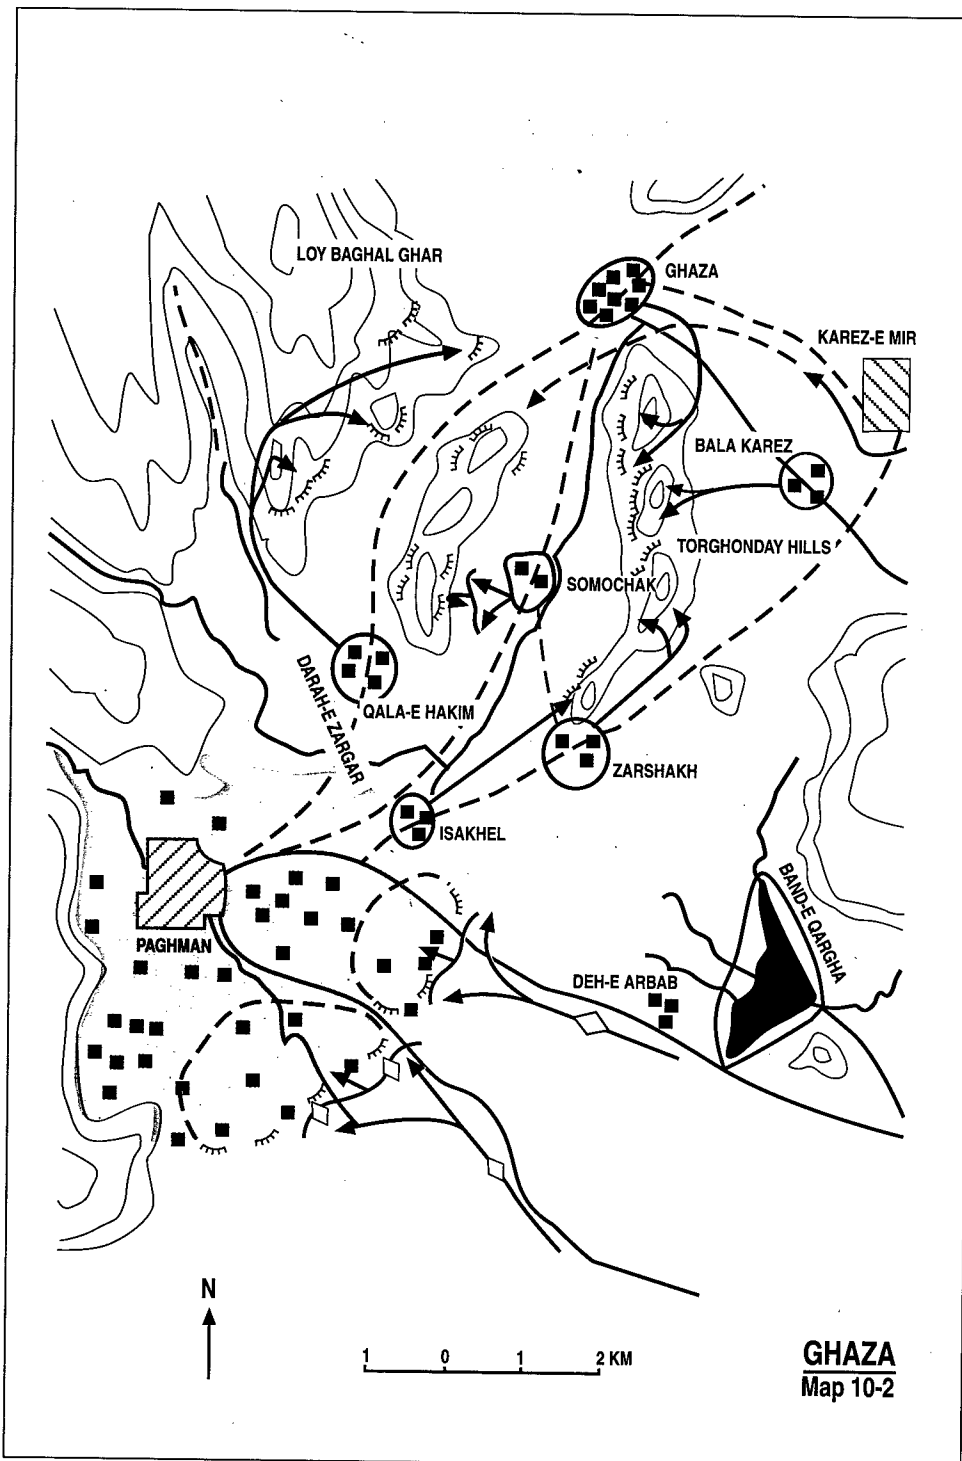 LOY BAGHAL GHAR
GHAZA
KAREZ-E MIR
BALA KAREZ
TORGHONDAY HILLS
SOMOCHAK
DARAH-E ZARGAR
QALA-E HAKIM
ZARSHAKH
ISAKHEL
BAND-E QARGHA
PAGHMAN
DEH-E ARBAB
N
1 0 1 2 KM
GHAZA
Map 10-2